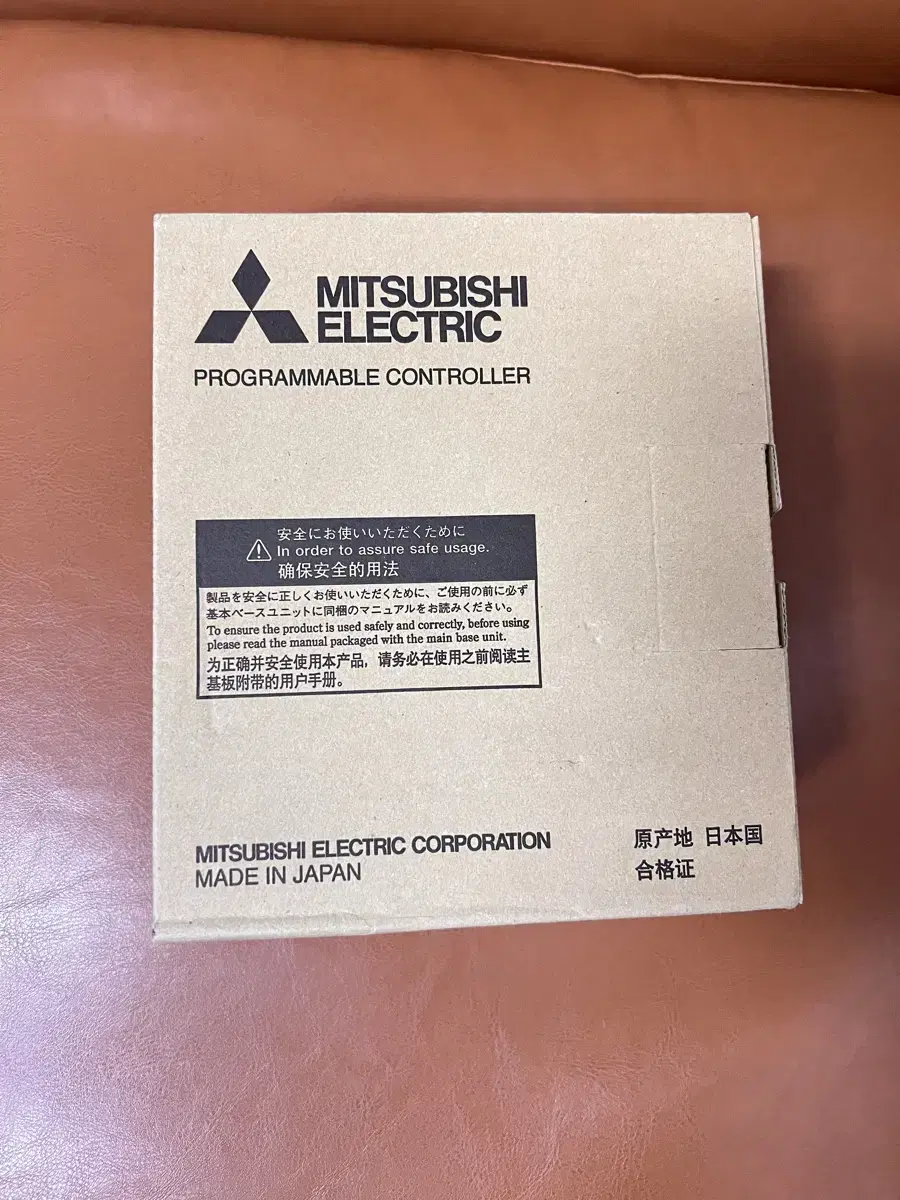 MITSUBISHI
ELECTRIC
PROGRAMMABLE CONTROLLER
安全にお使いいただくために
In order to assure safe usage.
确保安全的用法
製品を安全に正しくお使いいただくために、ご使用の前に必ず
基本ベースユニットに同梱のマニュアルをお読みください。
To ensure the product is used safely and correctly, before using
please read the manual packaged with the main base unit.
为正确并安全使用本产品，请务必在使用之前阅读主
基板附带的用户手册。
MITSUBISHI ELECTRIC CORPORATION
MADE IN JAPAN
原产地 日本国
合格证